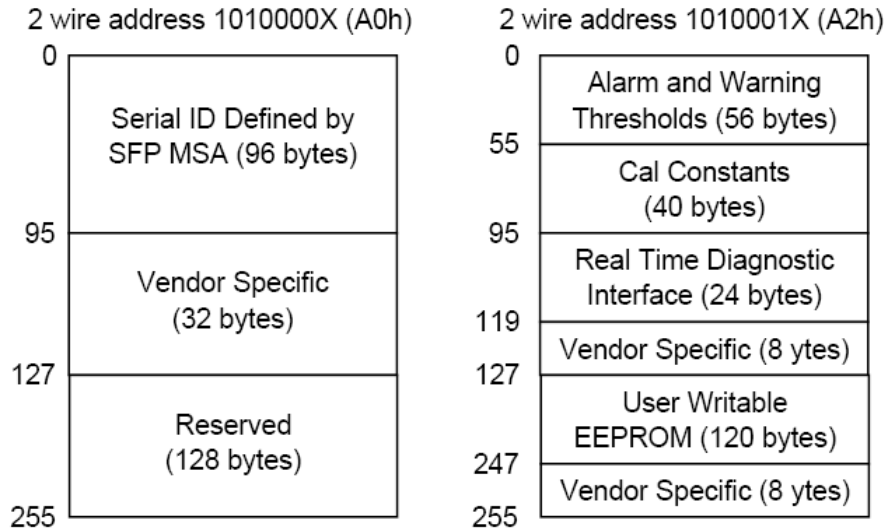 2 wire address 1010000X (A0h)
0
Serial ID Defined by
SFP MSA (96 bytes)
95
Vendor Specific
(32 bytes)
127
Reserved
(128 bytes)
255
2 wire address 1010001X (A2h)
0
Alarm and Warning
Thresholds (56 bytes)
55
Cal Constants
(40 bytes)
95
Real Time Diagnostic
Interface (24 bytes)
119
Vendor Specific (8 ytes)
127
User Writable
EEPROM (120 bytes)
247
Vendor Specific (8 ytes)
255